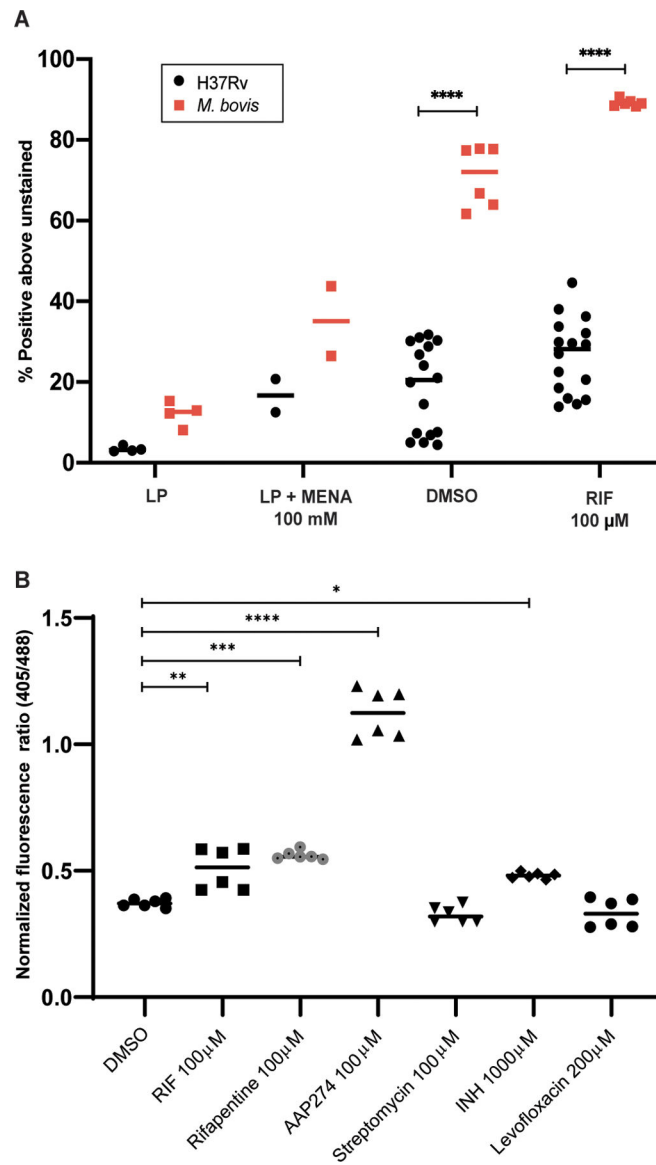 A
100
80
60
40
20
0
% Positive above unstained
H37Rv
M. bovis
****
****
LP
LP + MENA
100 mM
DMSO
RIF
100 µM
B
1.5
1.0
0.5
0.0
Normalized fluorescence ratio (405/488)
*
****
***
**
DMSO
RIF 100µM
Rifapentine 100µM
AAP274 100µM
Streptomycin 100 µM
INH 1000µM
Levofloxacin 200µM